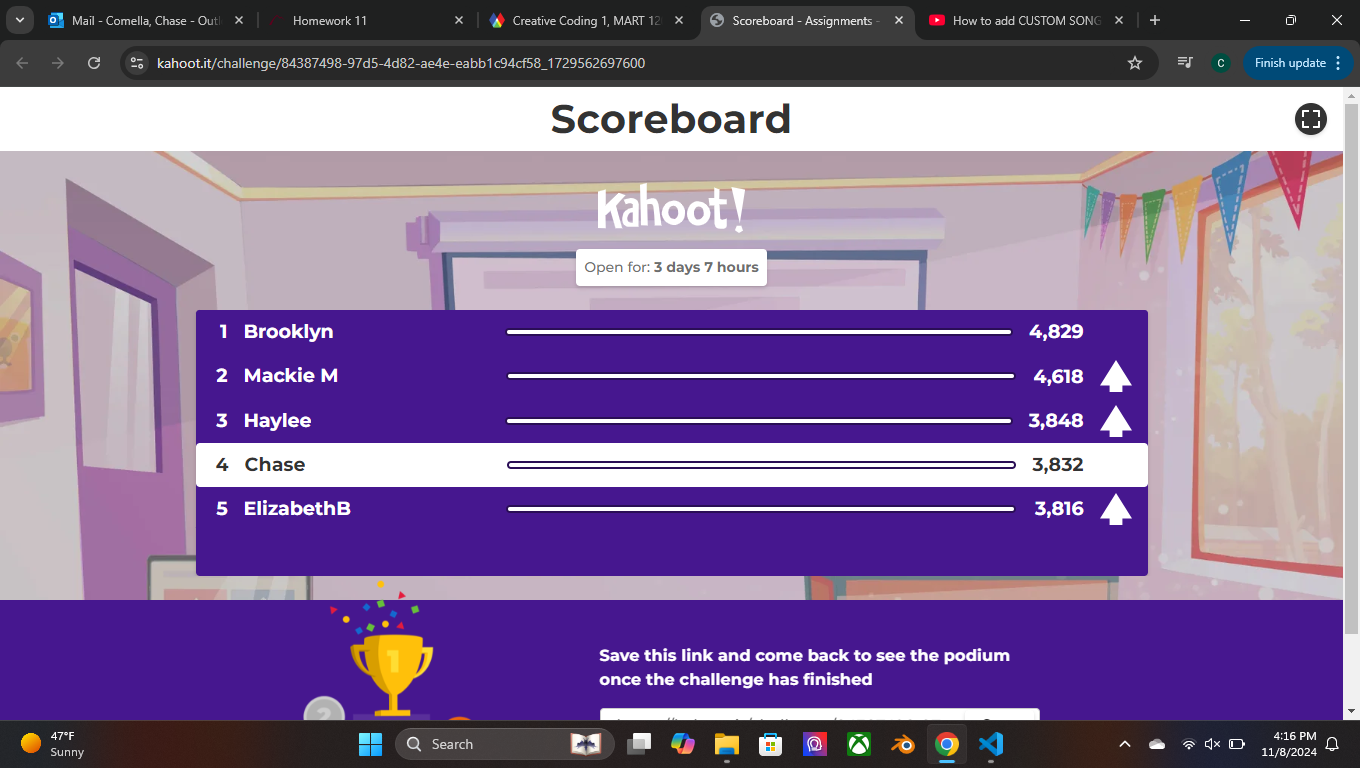 Mail - Comella, Chase - Outl
Homework 11
Creative Coding 1, MART 12
Scoreboard - Assignments -
How to add CUSTOM SONG
kahoot.it/challenge/84387498-97d5-4d82-ae4e-eabb1c94cf58_1729562697600
C
Finish update
Scoreboard
Kahoot!
Open for: 3 days 7 hours
1 Brooklyn 4,829
2 Mackie M 4,618
3 Haylee 3,848
4 Chase 3,832
5 ElizabethB 3,816
1
2
Save this link and come back to see the podium
once the challenge has finished
47°F
Sunny
Search
4:16 PM
11/8/2024